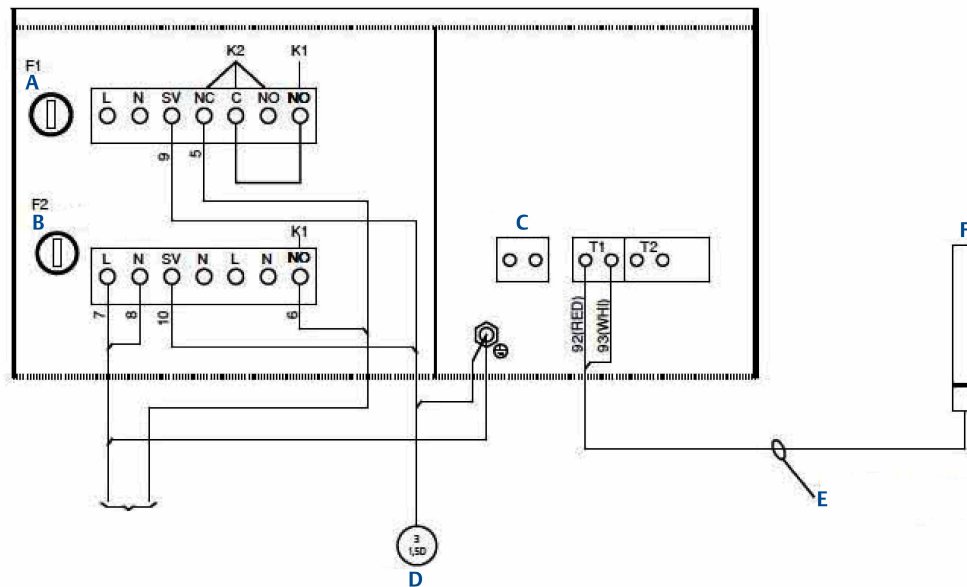 K2 K1
F1
A
L N SV NC C NO NO
9 5
F2
B
K1
L N SV N L N NO
7 8 10 6
C
T1 T2
92(RED) 93(WHI)
E
3
1,5D
D